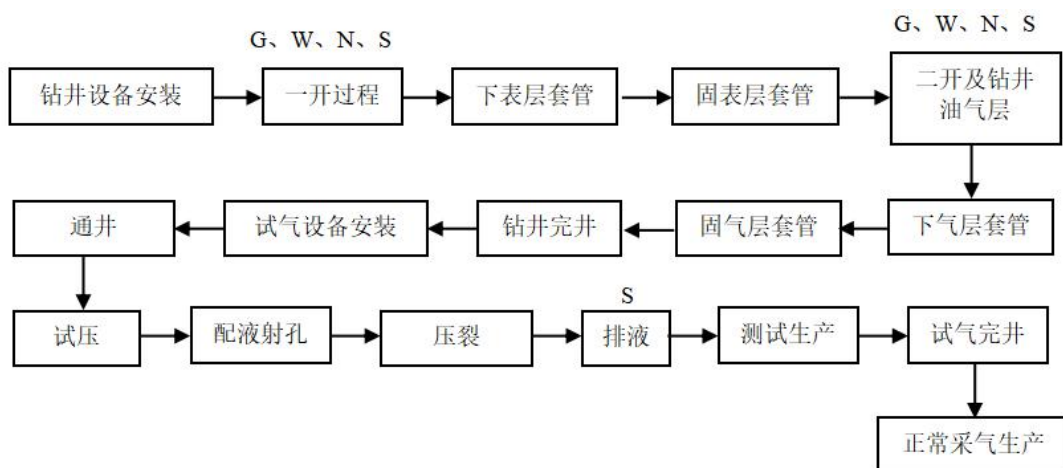 G、W、N、S
G、W、N、S
钻井设备安装
一开过程
下表层套管
固表层套管
二开及钻井
油气层
下气层套管
固气层套管
钻井完井
试气设备安装
通井
试压
配液射孔
压裂
S
排液
测试生产
试气完井
正常采气生产